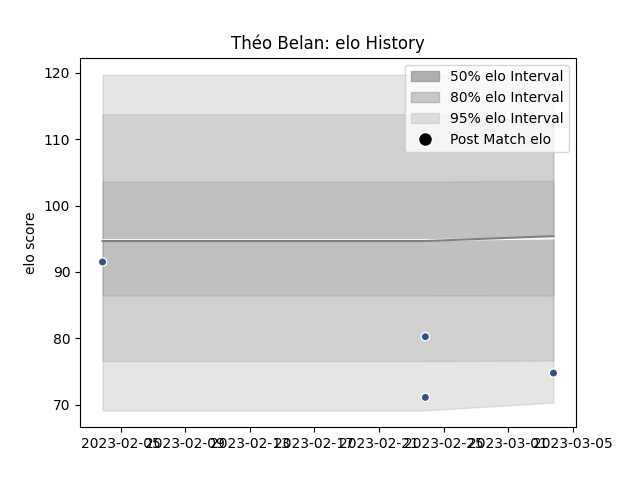 Théo Belan: elo History
120
110
100
90
80
70
elo score
50% elo Interval
80% elo Interval
95% elo Interval
Post Match elo
2023-02-05 2023-02-09 2023-02-13 2023-02-17 2023-02-21 2023-02-25 2023-03-01 2023-03-05